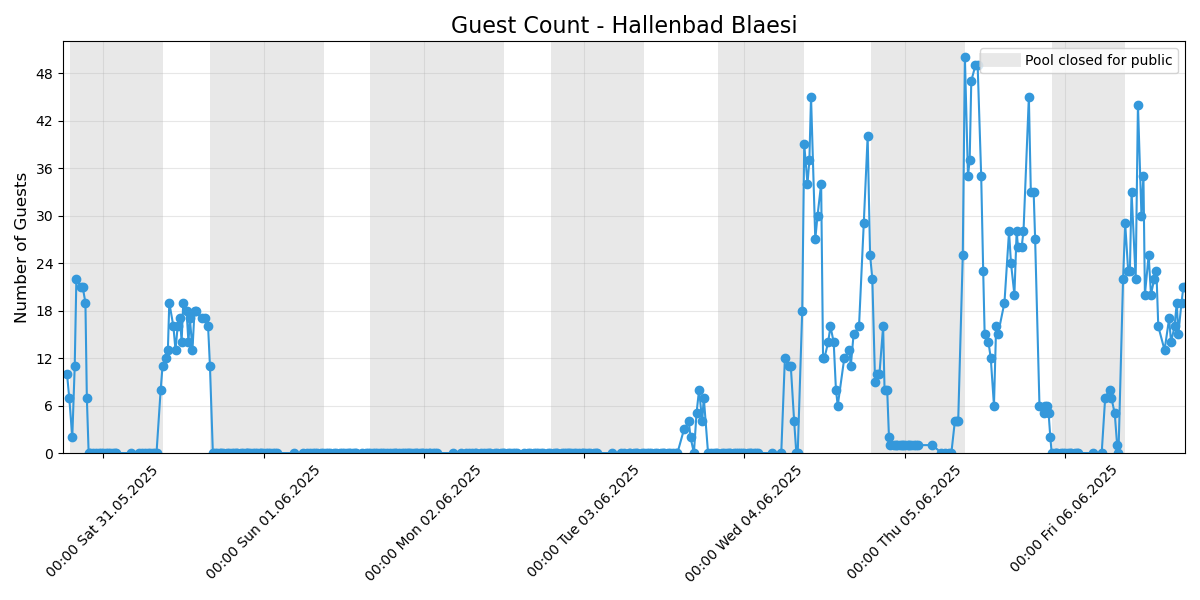 Guest Count - Hallenbad Blaesi
Pool closed for public
Number of Guests
48
42
36
30
24
18
12
6
0
00:00 Sat 31.05.2025
00:00 Sun 01.06.2025
00:00 Mon 02.06.2025
00:00 Tue 03.06.2025
00:00 Wed 04.06.2025
00:00 Thu 05.06.2025
00:00 Fri 06.06.2025